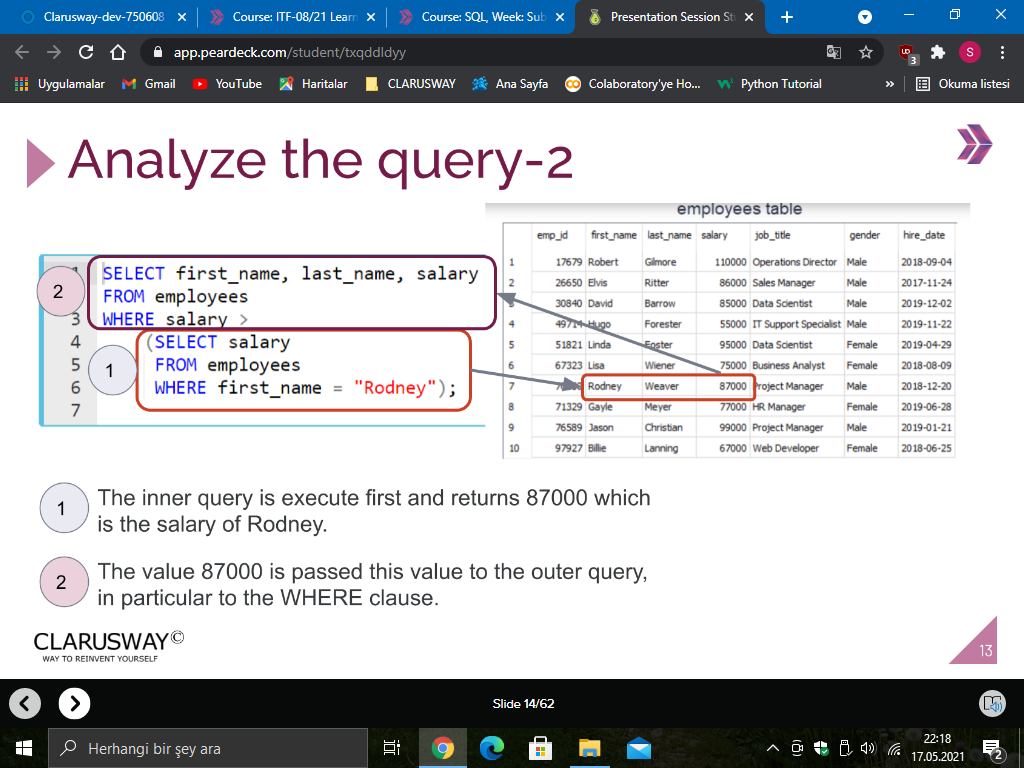 Clarusway-dev-750608
Course: ITF-08/21 Learn
Course: SQL, Week: Sub
Presentation Session St
app.peardeck.com/student/txqddldyy
S
3
Uygulamalar
Gmail
YouTube
Haritalar
CLARUSWAY
Ana Sayfa
Colaboratory'ye Ho...
Python Tutorial
»
Okuma listesi
Analyze the query-2
employees table
emp_id first_name last_name salary job_title gender hire_date
1 17679 Robert Gilmore 110000 Operations Director Male 2018-09-04
2 26650 Elvis Ritter 86000 Sales Manager Male 2017-11-24
3 30840 David Barrow 85000 Data Scientist Male 2019-12-02
4 49714 Hugo Forester 55000 IT Support Specialist Male 2019-11-22
5 51821 Linda Foster 95000 Data Scientist Female 2019-04-29
6 67323 Lisa Wiener 75000 Business Analyst Female 2018-08-09
7 Rodney Weaver 87000 Project Manager Male 2018-12-20
8 71329 Gayle Meyer 77000 HR Manager Female 2019-06-28
9 76589 Jason Christian 99000 Project Manager Male 2019-01-21
10 97927 Billie Lanning 67000 Web Developer Female 2018-06-25
2
1 SELECT first_name, last_name, salary
FROM employees
3 WHERE salary >
1
4 (SELECT salary
5 FROM employees
6 WHERE first_name = "Rodney");
7
1 The inner query is execute first and returns 87000 which
is the salary of Rodney.
2 The value 87000 is passed this value to the outer query,
in particular to the WHERE clause.
CLARUSWAY©
WAY TO REINVENT YOURSELF
13
Slide 14/62
Herhangi bir şey ara
22:18
17.05.2021
2